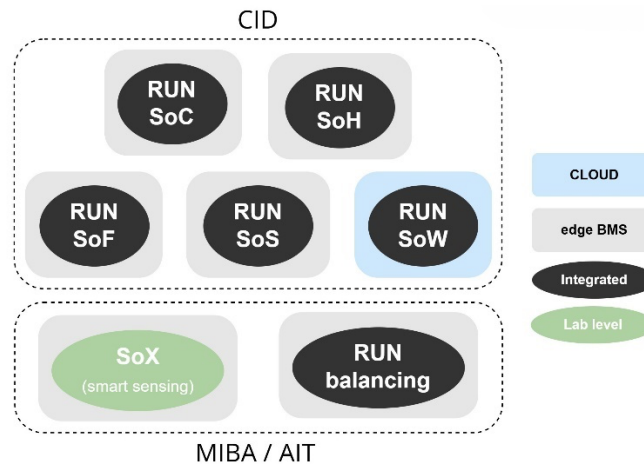 CID
RUN
SoC
RUN
SoH
RUN
SoF
RUN
SoS
RUN
SoW
SoX
(smart sensing)
RUN
balancing
MIBA / AIT
CLOUD
edge BMS
Integrated
Lab level